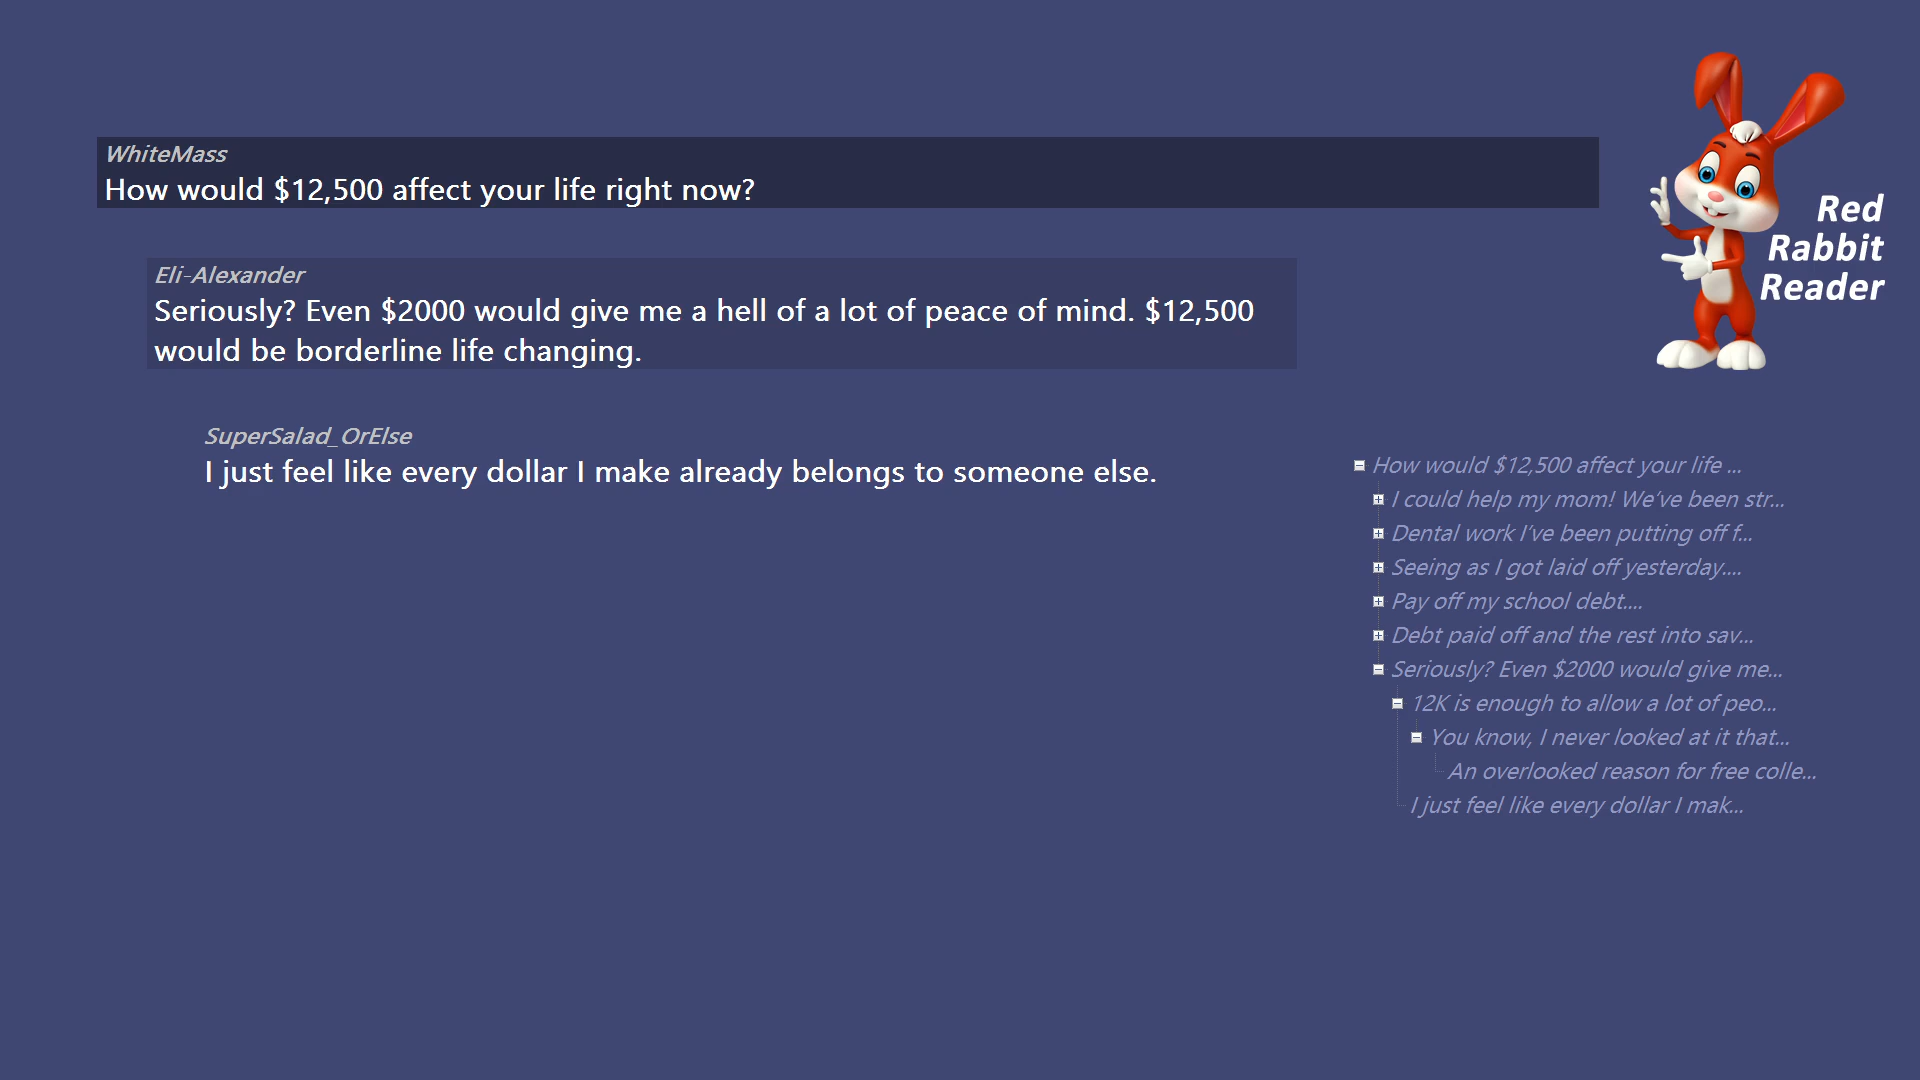 WhiteMass
How would $12,500 affect your life right now?
Eli-Alexander
Seriously? Even $2000 would give me a hell of a lot of peace of mind. $12,500
would be borderline life changing.
SuperSalad_OrElse
I just feel like every dollar I make already belongs to someone else.
Red
Rabbit
Reader
How would $12,500 affect your life ...
I could help my mom! We’ve been str...
Dental work I’ve been putting off f...
Seeing as I got laid off yesterday....
Pay off my school debt....
Debt paid off and the rest into sav...
Seriously? Even $2000 would give me...
12K is enough to allow a lot of peo...
You know, I never looked at it that...
An overlooked reason for free colle...
I just feel like every dollar I mak...